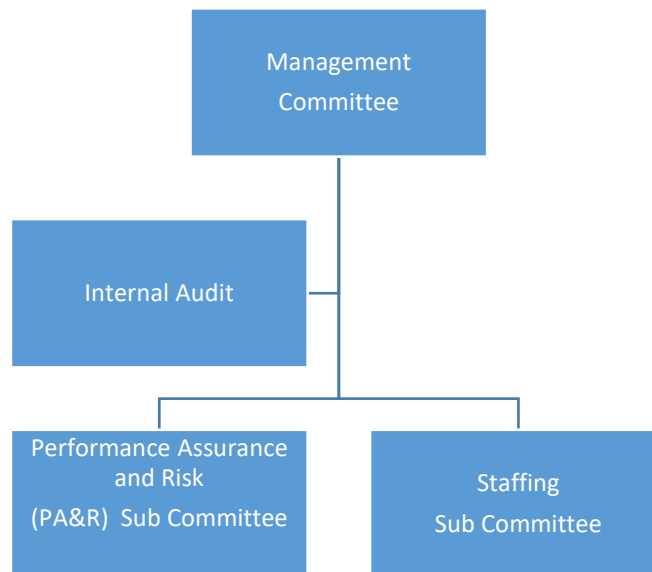 Management
Committee
Internal Audit
Performance Assurance
and Risk
(PA&R) Sub Committee
Staffing
Sub Committee